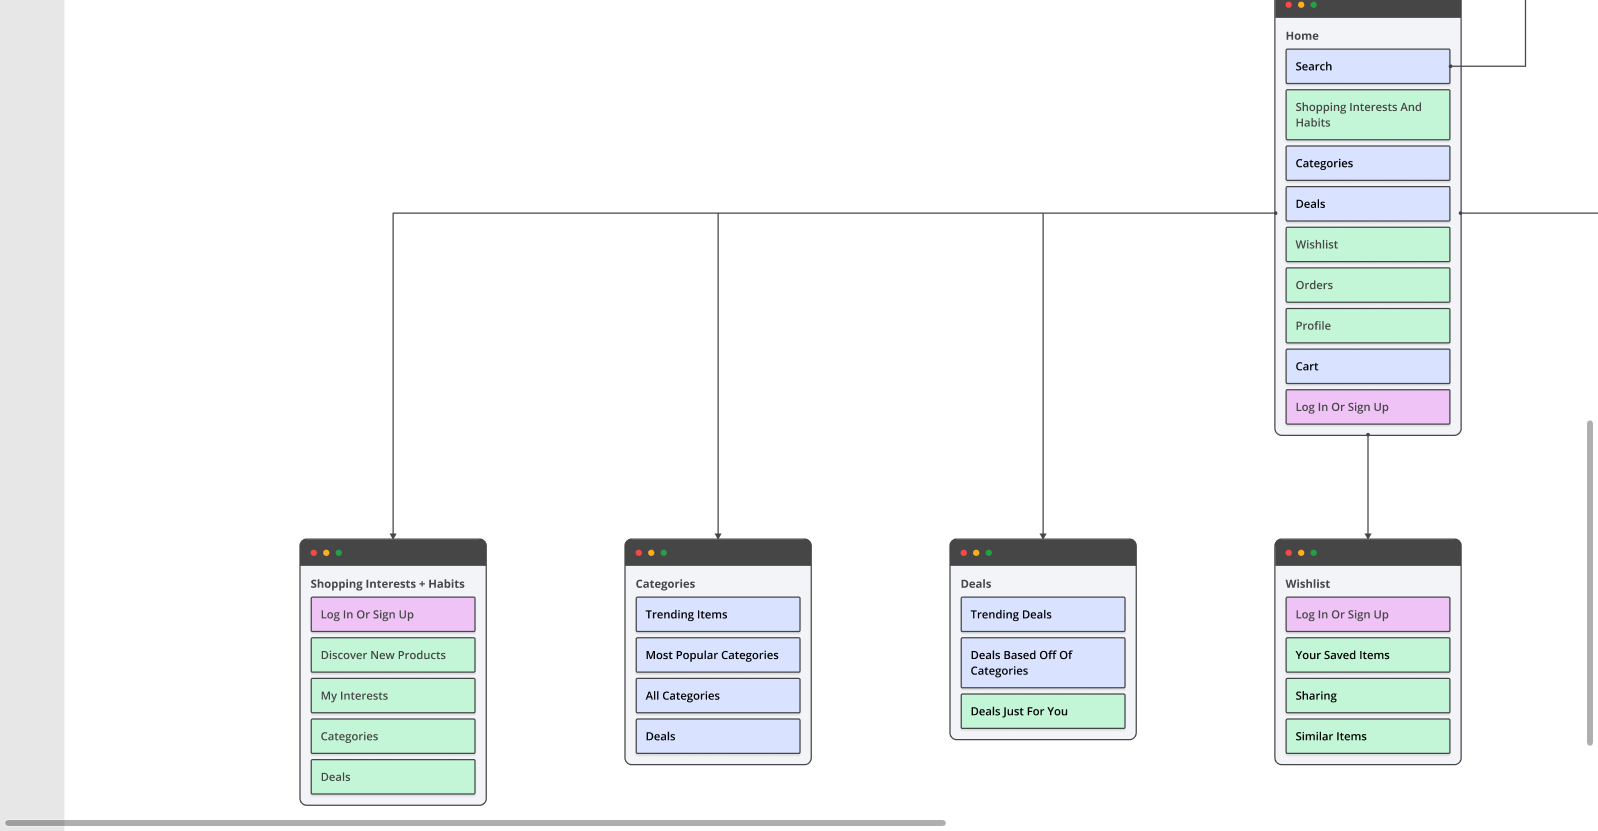 Home
Search
Shopping Interests And
Habits
Categories
Deals
Wishlist
Orders
Profile
Cart
Log In Or Sign Up
Shopping Interests + Habits
Log In Or Sign Up
Discover New Products
My Interests
Categories
Deals
Categories
Trending Items
Most Popular Categories
All Categories
Deals
Deals
Trending Deals
Deals Based Off Of
Categories
Deals Just For You
Wishlist
Log In Or Sign Up
Your Saved Items
Sharing
Similar Items